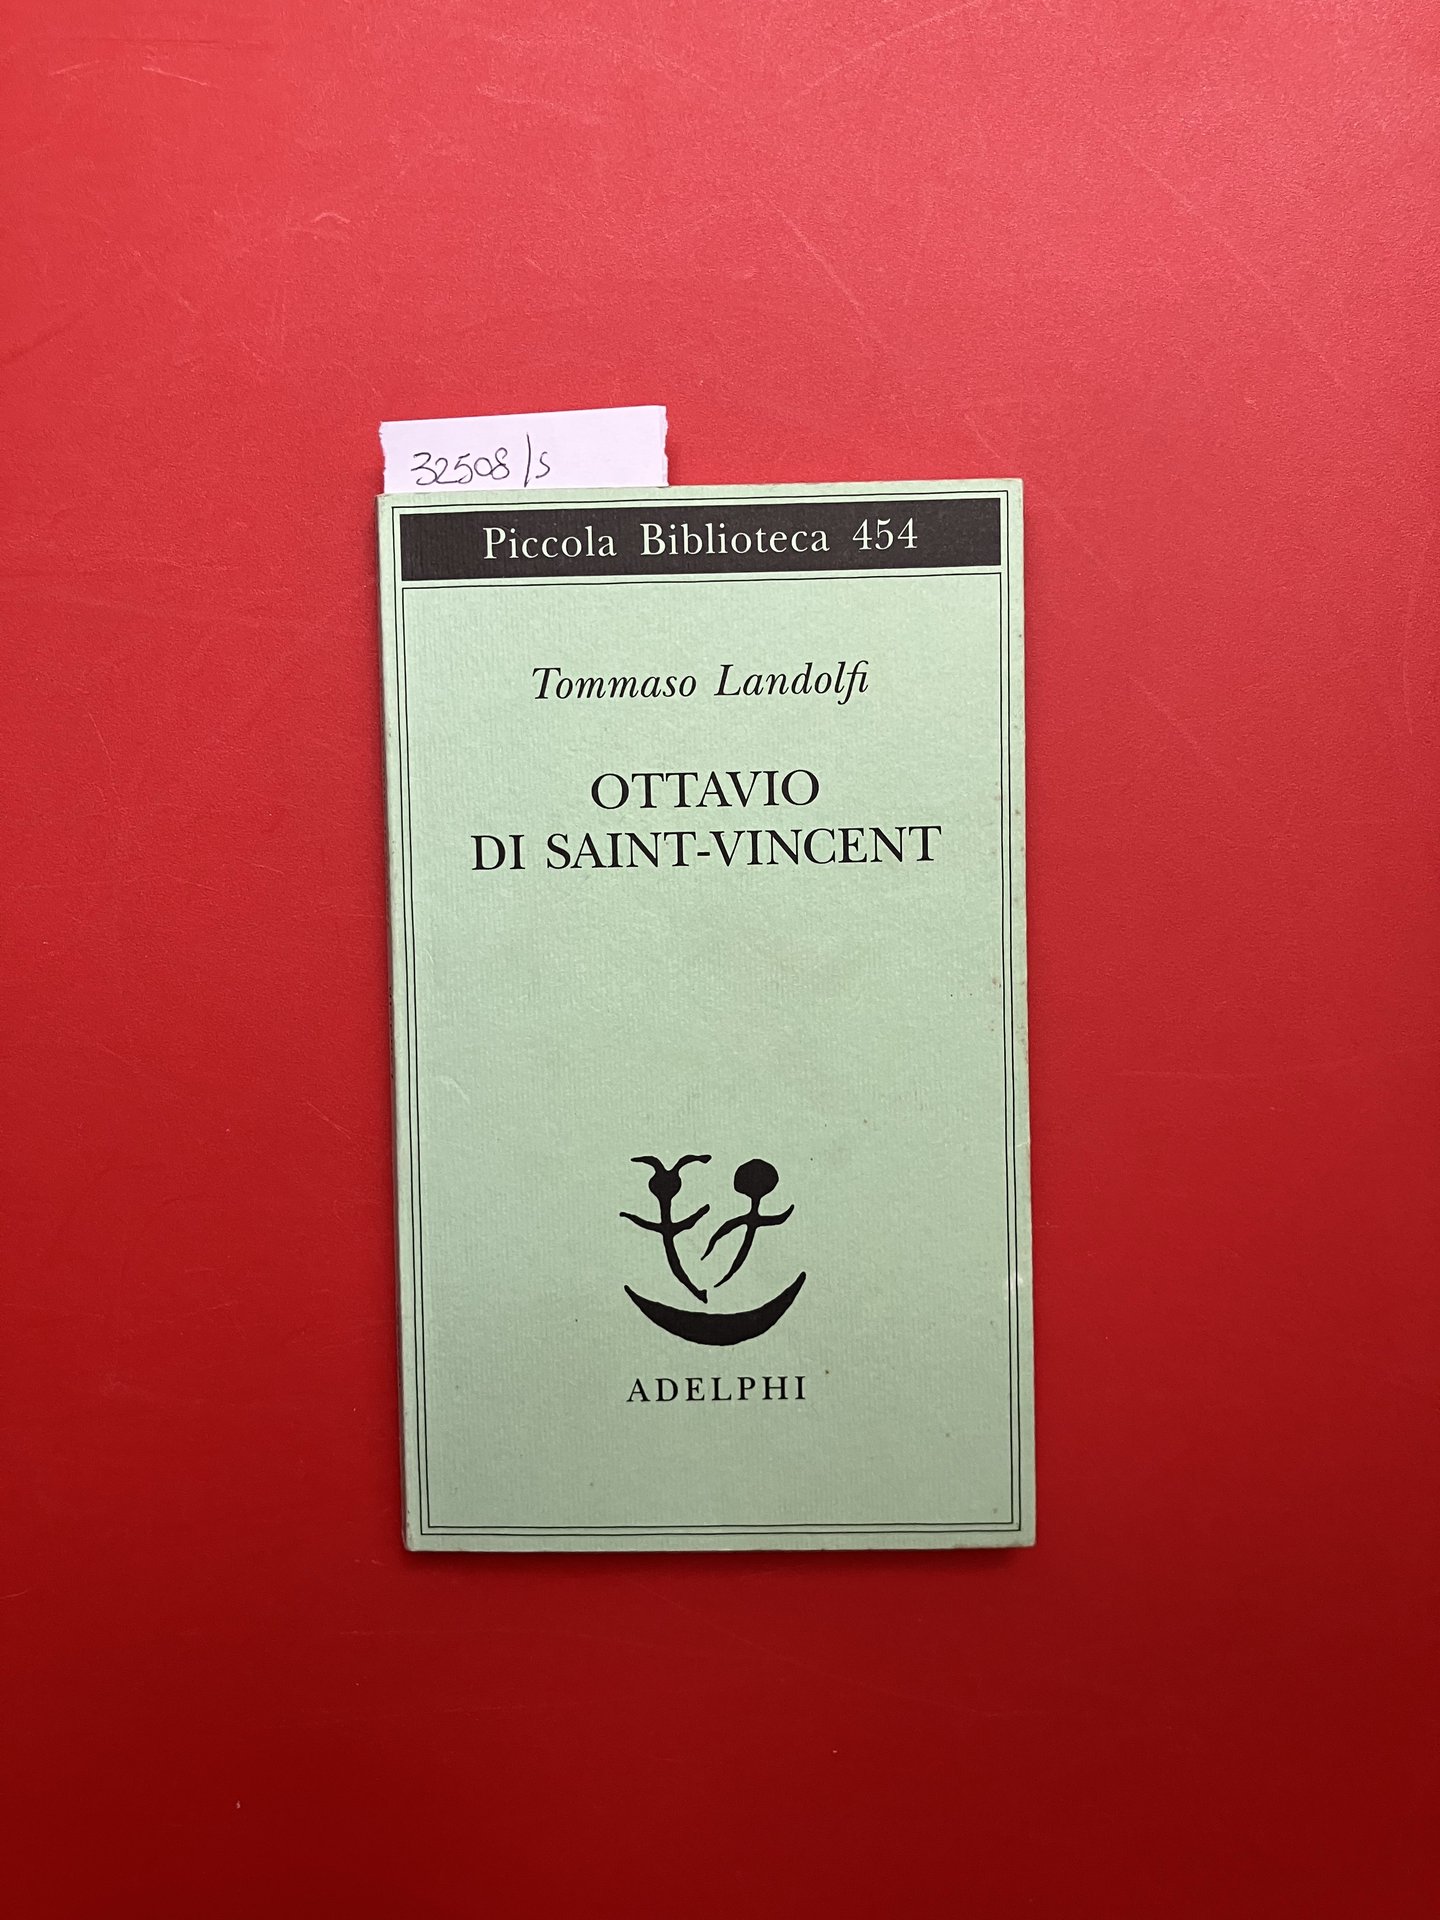 32508/s
Piccola Biblioteca 454
Tommaso Landolfi
OTTAVIO
DI SAINT-VINCENT
ADELPHI